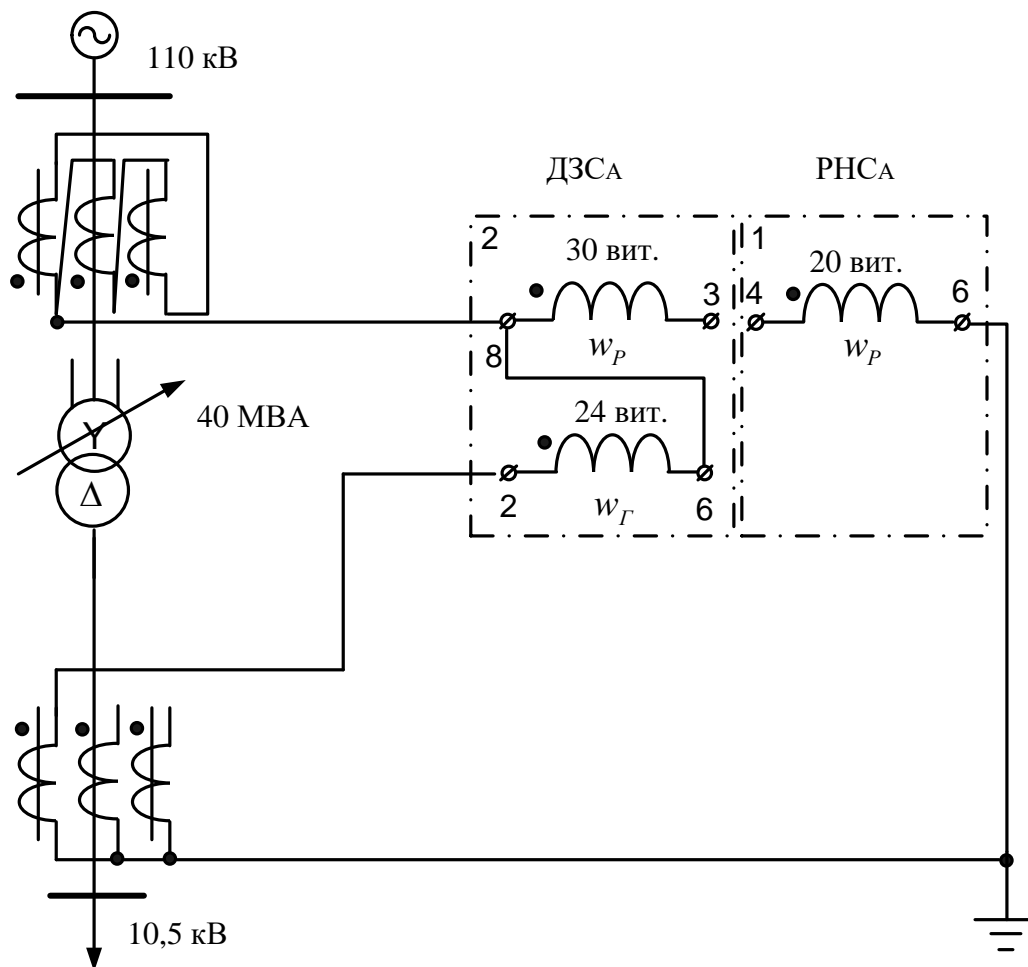 110 кВ
ДЗСА
РНСА
2
1
30 вит.
20 вит.
3
4
6
8
wР
wР
Y
Δ
40 МВА
24 вит.
2
6
wГ
10,5 кВ